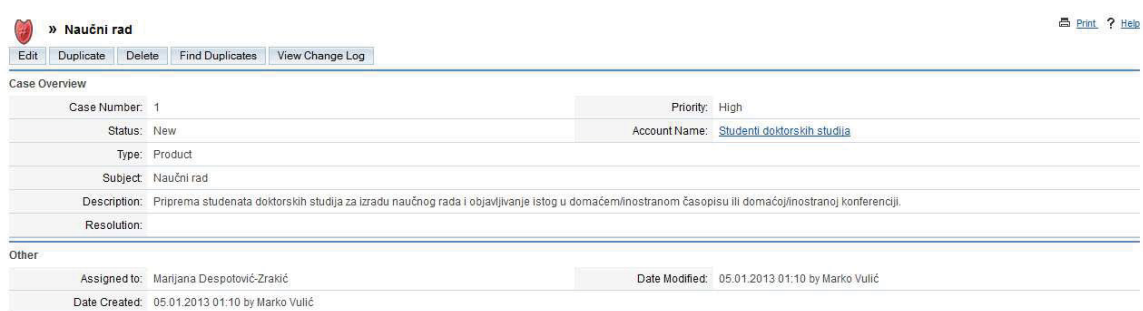 » Naučni rad
Print ? Help
Edit Duplicate Delete Find Duplicates View Change Log
Case Overview
Case Number: 1 Priority: High
Status: New Account Name: Studenti doktorskih studija
Type: Product
Subject: Naučni rad
Description: Priprema studenata doktorskih studija za izradu naučnog rada i objavljivanje istog u domaćem/inostranom časopisu ili domaćoj/inostranoj konferenciji.
Resolution:
Other
Assigned to: Marijana Despotović-Zrakić Date Modified: 05.01.2013 01:10 by Marko Vulić
Date Created: 05.01.2013 01:10 by Marko Vulić